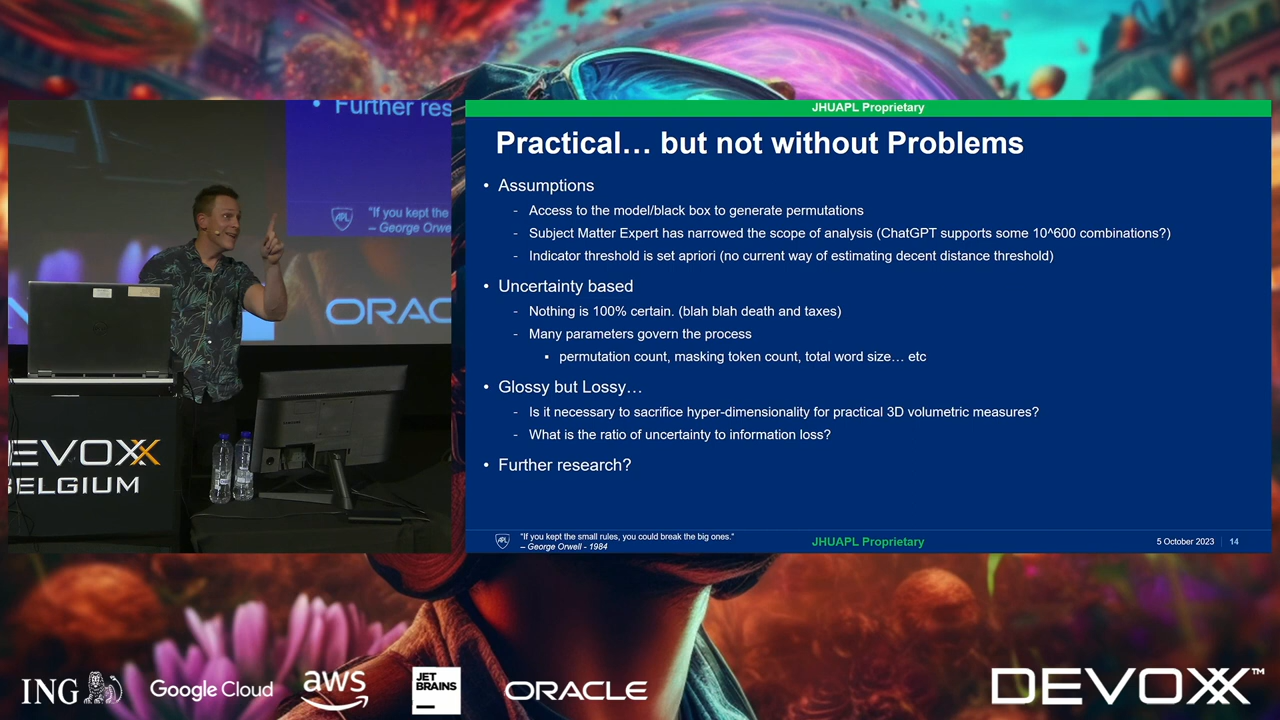 Further res
"If you kept the
– George Orwe
ORAC
EVOXX
BELGIUM
JHUAPL Proprietary
Practical… but not without Problems
• Assumptions
- Access to the model/black box to generate permutations
- Subject Matter Expert has narrowed the scope of analysis (ChatGPT supports some 10^600 combinations?)
- Indicator threshold is set apriori (no current way of estimating decent distance threshold)
• Uncertainty based
- Nothing is 100% certain. (blah blah death and taxes)
- Many parameters govern the process
▪ permutation count, masking token count, total word size… etc
• Glossy but Lossy…
- Is it necessary to sacrifice hyper-dimensionality for practical 3D volumetric measures?
- What is the ratio of uncertainty to information loss?
• Further research?
APL
"If you kept the small rules, you could break the big ones."
– George Orwell - 1984
JHUAPL Proprietary
5 October 2023 | 14
ING
Google Cloud
aws
JET
BRAINS
ORACLE
DEVOXX™